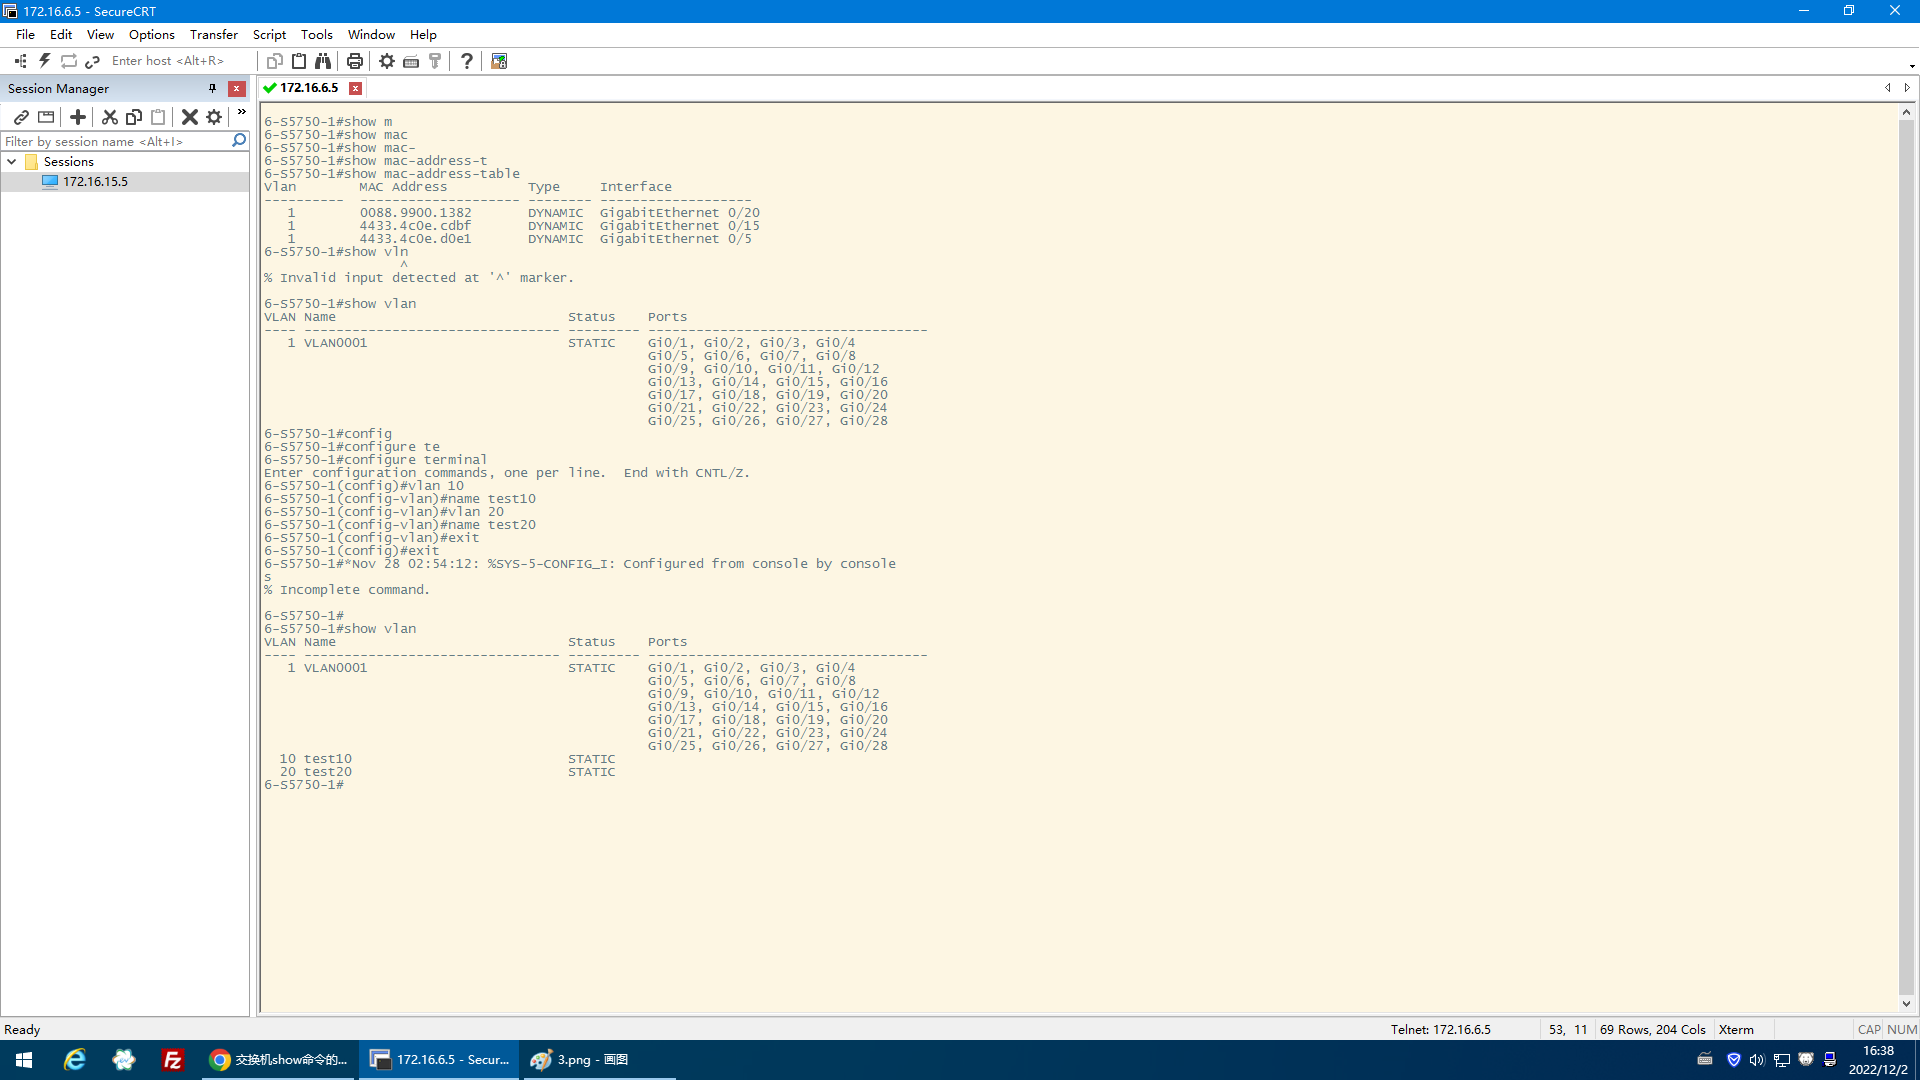 172.16.6.5 - SecureCRT
File Edit View Options Transfer Script Tools Window Help
Enter host <Alt+R>
Session Manager
172.16.6.5
Filter by session name <Alt+I>
Sessions
172.16.15.5
6-S5750-1#show m
6-S5750-1#show mac
6-S5750-1#show mac-
6-S5750-1#show mac-address-t
6-S5750-1#show mac-address-table
Vlan        MAC Address          TYPE     Interface
----------  -------------------- -------- -------------------
   1        0088.9900.1382       DYNAMIC  GigabitEthernet 0/20
   1        4433.4c0e.cdbf       DYNAMIC  GigabitEthernet 0/15
   1        4433.4c0e.d0e1       DYNAMIC  GigabitEthernet 0/5
6-S5750-1#show vln
^
% Invalid input detected at '^' marker.
6-S5750-1#show vlan
VLAN Name                             Status    Ports
---- -------------------------------- --------- -----------------------------------
   1 VLAN0001                         STATIC    Gi0/1, Gi0/2, Gi0/3, Gi0/4
Gi0/5, Gi0/6, Gi0/7, Gi0/8
Gi0/9, Gi0/10, Gi0/11, Gi0/12
Gi0/13, Gi0/14, Gi0/15, Gi0/16
Gi0/17, Gi0/18, Gi0/19, Gi0/20
Gi0/21, Gi0/22, Gi0/23, Gi0/24
Gi0/25, Gi0/26, Gi0/27, Gi0/28
6-S5750-1#config
6-S5750-1#configure te
6-S5750-1#configure terminal
Enter configuration commands, one per line.  End with CNTL/Z.
6-S5750-1(config)#vlan 10
6-S5750-1(config-vlan)#name test10
6-S5750-1(config-vlan)#vlan 20
6-S5750-1(config-vlan)#name test20
6-S5750-1(config-vlan)#exit
6-S5750-1(config)#exit
6-S5750-1#*Nov 28 02:54:12: %SYS-5-CONFIG_I: Configured from console by console
s
% Incomplete command.
6-S5750-1#
6-S5750-1#show vlan
VLAN Name                             Status    Ports
---- -------------------------------- --------- -----------------------------------
   1 VLAN0001                         STATIC    Gi0/1, Gi0/2, Gi0/3, Gi0/4
Gi0/5, Gi0/6, Gi0/7, Gi0/8
Gi0/9, Gi0/10, Gi0/11, Gi0/12
Gi0/13, Gi0/14, Gi0/15, Gi0/16
Gi0/17, Gi0/18, Gi0/19, Gi0/20
Gi0/21, Gi0/22, Gi0/23, Gi0/24
Gi0/25, Gi0/26, Gi0/27, Gi0/28
  10 test10                           STATIC
  20 test20                           STATIC
6-S5750-1#
Ready
Telnet: 172.16.6.5 53, 11 69 Rows, 204 Cols Xterm CAP NUM
交换机show命令的... 172.16.6.5 - Secur... 3.png - 画图
16:38
2022/12/2